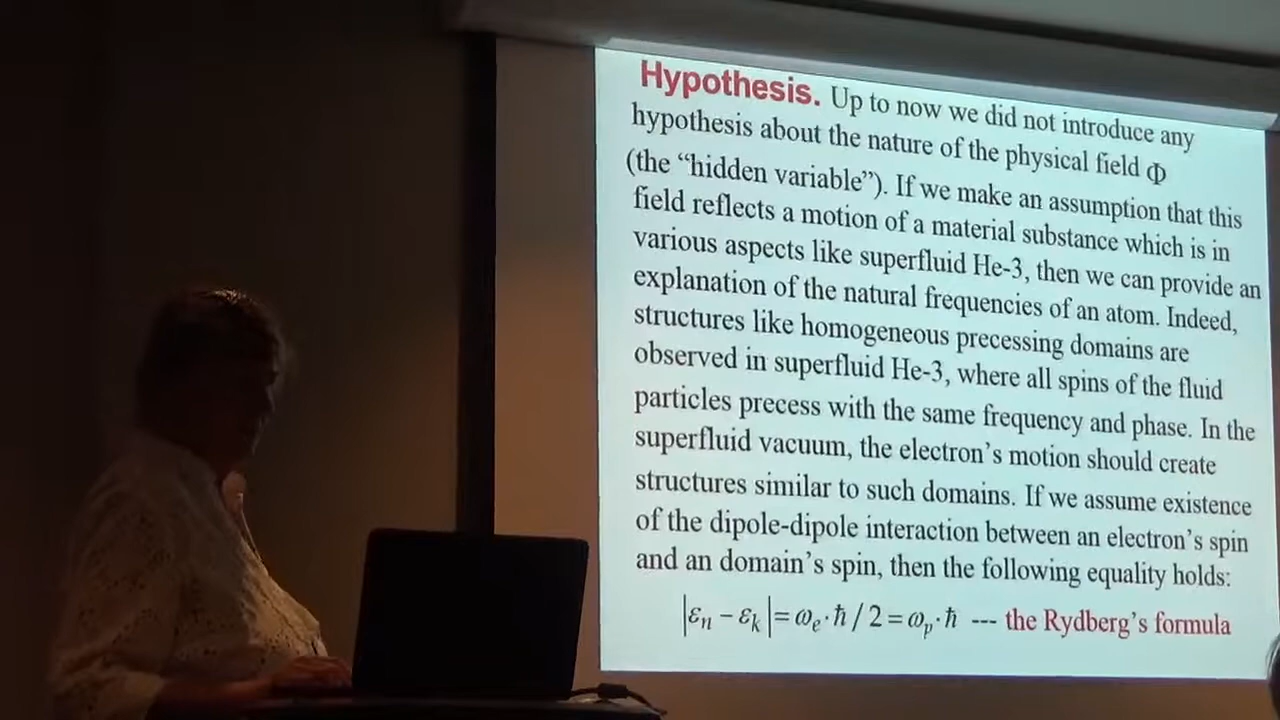 Hypothesis. Up to now we did not introduce any
hypothesis about the nature of the physical field Φ
(the “hidden variable”). If we make an assumption that this
field reflects a motion of a material substance which is in
various aspects like superfluid He-3, then we can provide an
explanation of the natural frequencies of an atom. Indeed,
structures like homogeneous precessing domains are
observed in superfluid He-3, where all spins of the fluid
particles precess with the same frequency and phase. In the
superfluid vacuum, the electron’s motion should create
structures similar to such domains. If we assume existence
of the dipole-dipole interaction between an electron’s spin
and an domain’s spin, then the following equality holds:
|εₙ − εₖ| = ωₑ·ℏ / 2 = ωₚ·ℏ --- the Rydberg’s formula